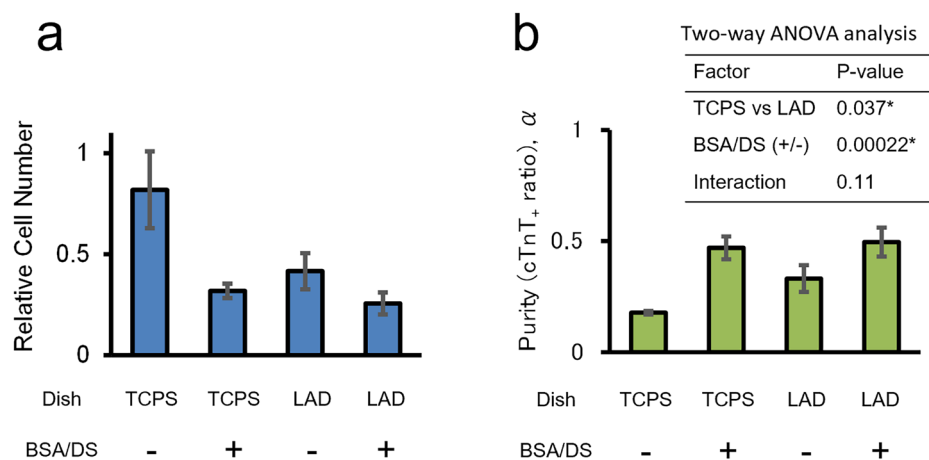 a
Relative Cell Number
1
0.5
0
Dish TCPS TCPS LAD LAD
BSA/DS - + - +
b
Two-way ANOVA analysis
Factor P-value
TCPS vs LAD 0.037*
BSA/DS (+/-) 0.00022*
Interaction 0.11
Purity (cTnT+ ratio), α
1
0.5
0
Dish TCPS TCPS LAD LAD
BSA/DS - + - +